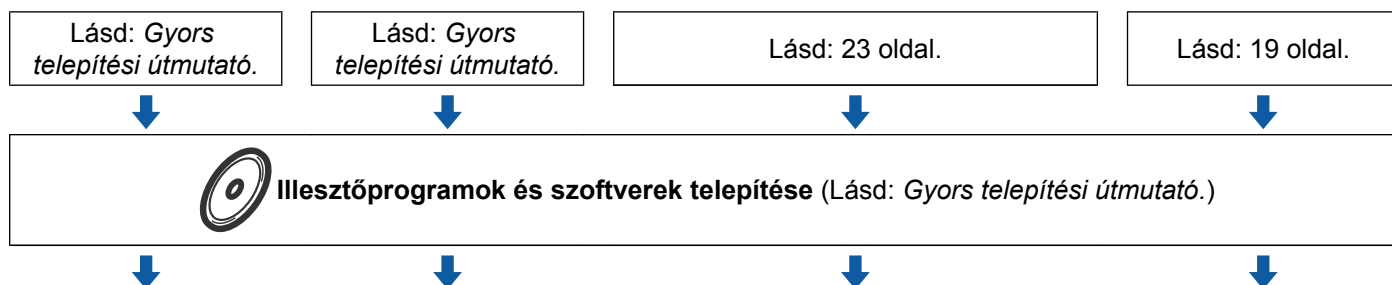 Lásd: Gyors
telepítési útmutató.
Lásd: Gyors
telepítési útmutató.
Lásd: 23 oldal.
Lásd: 19 oldal.
Illesztőprogramok és szoftverek telepítése (Lásd: Gyors telepítési útmutató.)